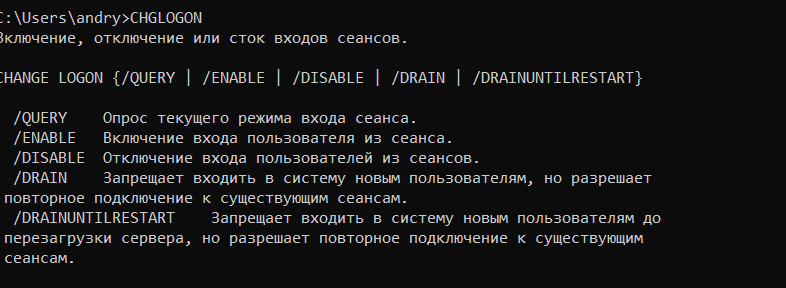 C:\Users\andry>CHGLOGON
Включение, отключение или сток входов сеансов.
CHANGE LOGON {/QUERY | /ENABLE | /DISABLE | /DRAIN | /DRAINUNTILRESTART}
/QUERY Опрос текущего режима входа сеанса.
/ENABLE Включение входа пользователя из сеанса.
/DISABLE Отключение входа пользователей из сеансов.
/DRAIN Запрещает входить в систему новым пользователям, но разрешает
повторное подключение к существующим сеансам.
/DRAINUNTILRESTART Запрещает входить в систему новым пользователям до
перезагрузки сервера, но разрешает повторное подключение к существующим
сеансам.